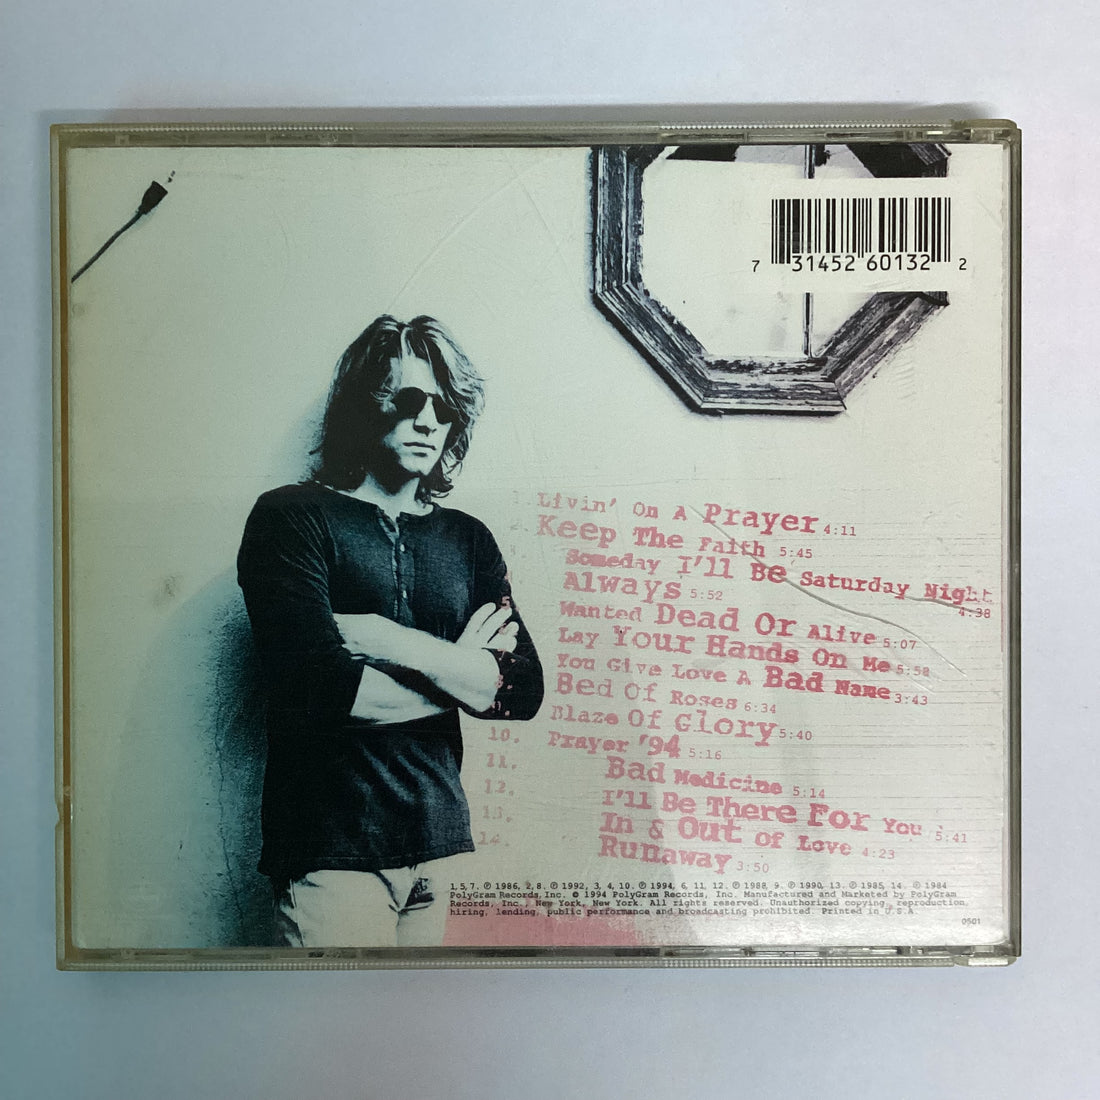 7 31452 60132 2
1. Livin' On A Prayer 4:11
2. Keep The Faith 5:45
Someday I'll Be Saturday Night 4:38
Always 5:52
Wanted Dead Or Alive 5:07
Lay Your Hands On Me 5:58
You Give Love A Bad Name 3:43
Bed Of Roses 6:34
Blaze Of Glory 5:40
10. Prayer '94 5:16
11. Bad Medicine 5:14
12. I'll Be There For You 5:41
13. In & Out Of Love 4:23
14. Runaway 3:50
1, 5, 7. ℗ 1986, 2, 8. ℗ 1992, 3, 4, 10. ℗ 1994, 6, 11, 12. ℗ 1988, 9. ℗ 1990, 13. ℗ 1985, 14. ℗ 1984
PolyGram Records, Inc. © 1994 PolyGram Records, Inc. Manufactured and Marketed by PolyGram
Records, Inc., New York, New York. All rights reserved. Unauthorized copying, reproduction,
hiring, lending, public performance and broadcasting prohibited. Printed in U.S.A.
0501